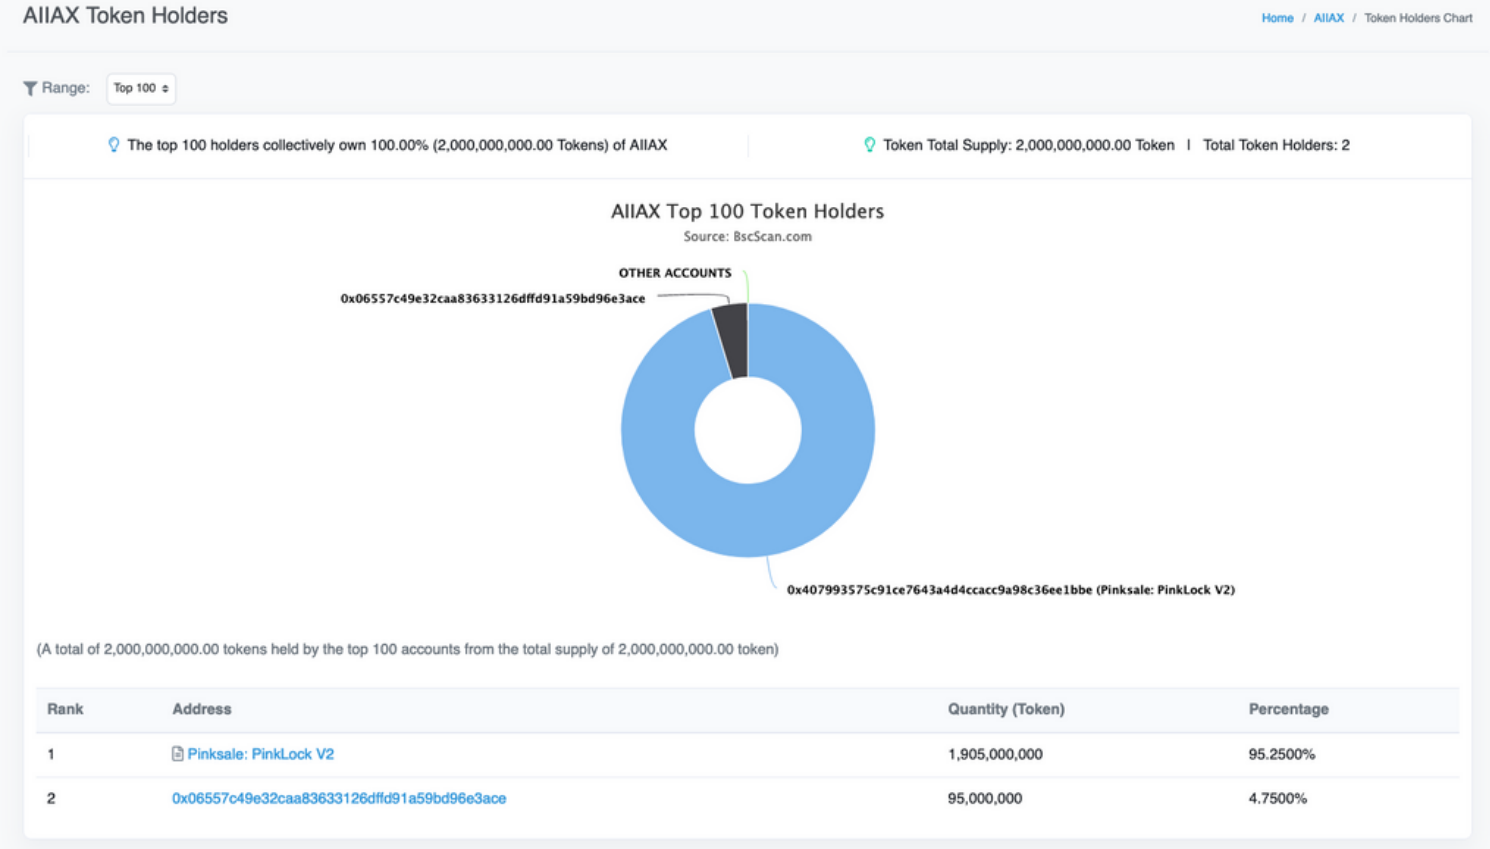 AIIAX Token Holders
Home / AIIAX / Token Holders Chart
Range: Top 100
The top 100 holders collectively own 100.00% (2,000,000,000.00 Tokens) of AIIAX
Token Total Supply: 2,000,000,000.00 Token | Total Token Holders: 2
AIIAX Top 100 Token Holders
Source: BscScan.com
OTHER ACCOUNTS
0x06557c49e32caa83633126dffd91a59bd96e3ace
0x407993575c91ce7643a4d4ccacc9a98c36ee1bbe (Pinksale: PinkLock V2)
(A total of 2,000,000,000.00 tokens held by the top 100 accounts from the total supply of 2,000,000,000.00 token)
Rank Address Quantity (Token) Percentage
1 Pinksale: PinkLock V2 1,905,000,000 95.2500%
2 0x06557c49e32caa83633126dffd91a59bd96e3ace 95,000,000 4.7500%